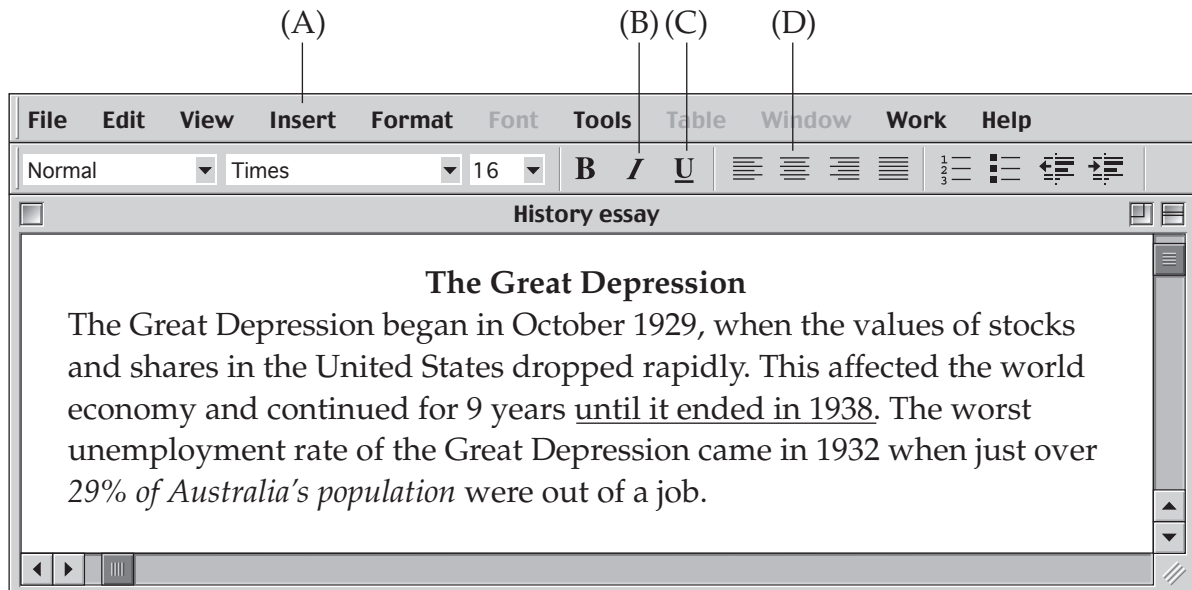 (A) (B) (C) (D)
File Edit View Insert Format Font Tools Table Window Work Help
Normal Times 16 B I U
History essay
The Great Depression
The Great Depression began in October 1929, when the values of stocks
and shares in the United States dropped rapidly. This affected the world
economy and continued for 9 years until it ended in 1938. The worst
unemployment rate of the Great Depression came in 1932 when just over
29% of Australia's population were out of a job.